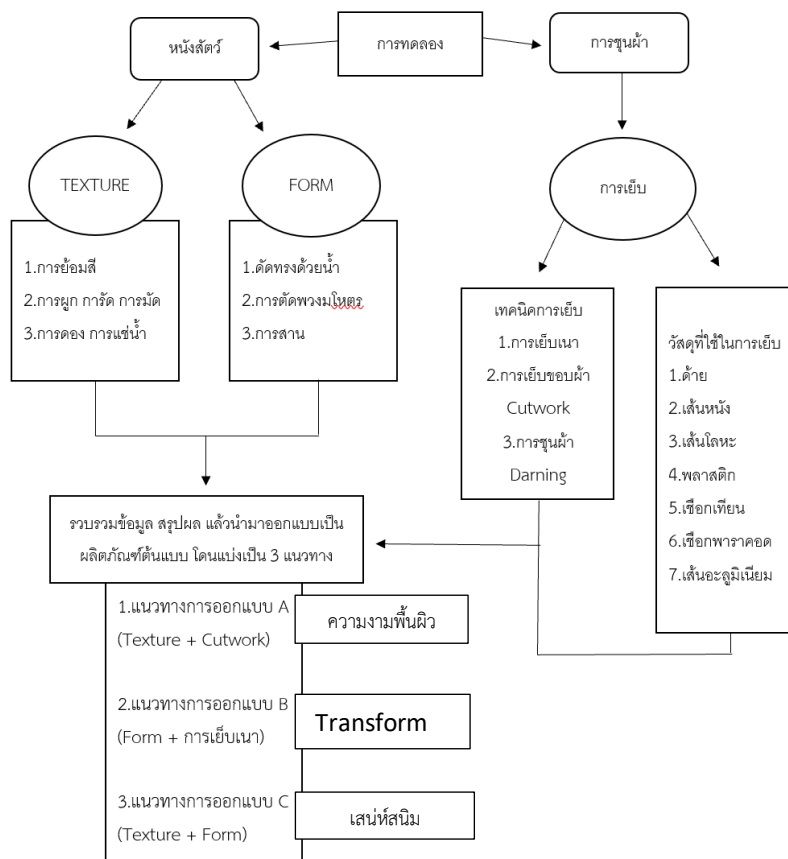 การทดลอง
หนังสัตว์
การชุนผ้า
TEXTURE
FORM
การเย็บ
1.การย้อมสี
2.การผูก การัด การมัด
3.การดอง การแช่น้ำ
1.ดัดทรงด้วยน้ำ
2.การตัดพวงมโหตร
3.การสาน
เทคนิคการเย็บ
1.การเย็บเนา
2.การเย็บขอบผ้า
Cutwork
3.การชุนผ้า
Darning
วัสดุที่ใช้ในการเย็บ
1.ด้าย
2.เส้นหนัง
3.เส้นโลหะ
4.พลาสติก
5.เชือกเทียน
6.เชือกพาราคอด
7.เส้นอะลูมิเนียม
รวบรวมข้อมูล สรุปผล แล้วนำมาออกแบบเป็น
ผลิตภัณฑ์ต้นแบบ โดนแบ่งเป็น 3 แนวทาง
1.แนวทางการออกแบบ A
(Texture + Cutwork)
ความงามพื้นผิว
2.แนวทางการออกแบบ B
(Form + การเย็บเนา)
Transform
3.แนวทางการออกแบบ C
(Texture + Form)
เสน่ห์สนิม